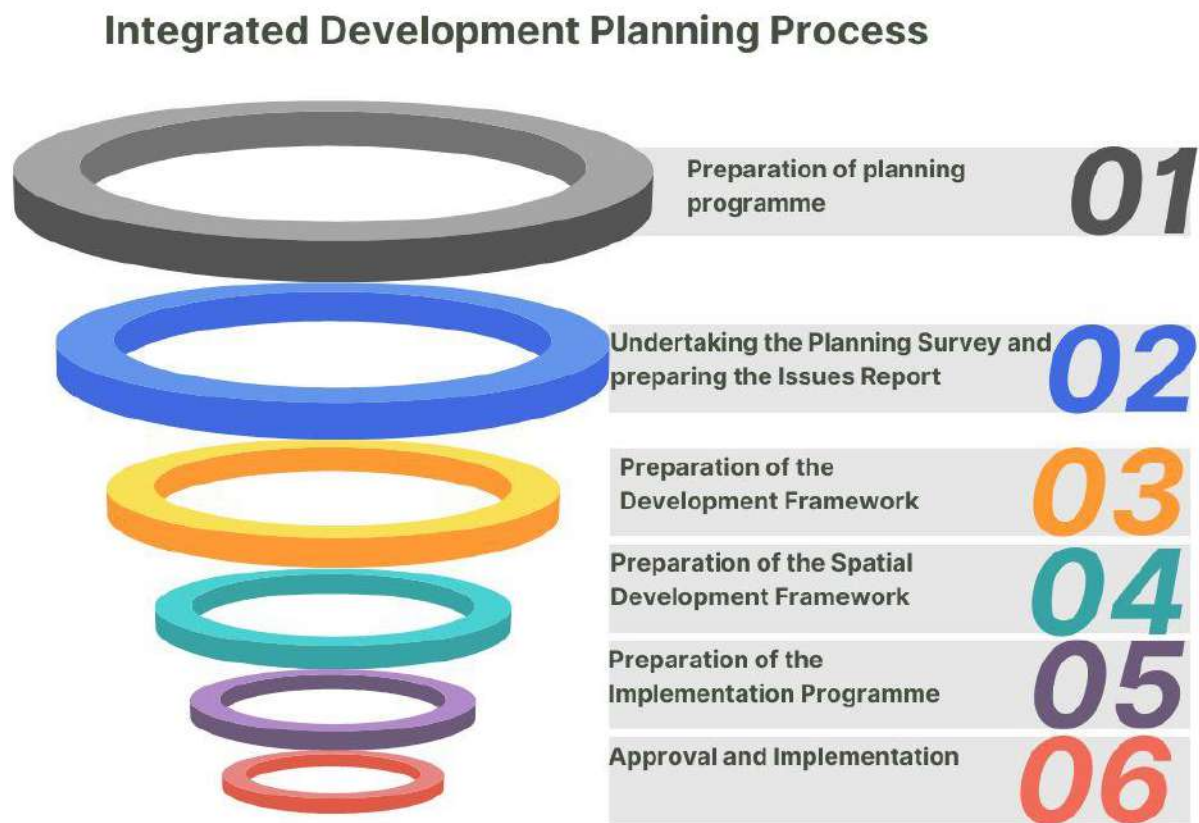 Integrated Development Planning Process
Preparation of planning
programme
01
Undertaking the Planning Survey and
preparing the Issues Report
02
Preparation of the
Development Framework
03
Preparation of the Spatial
Development Framework
04
Preparation of the
Implementation Programme
05
Approval and Implementation
06